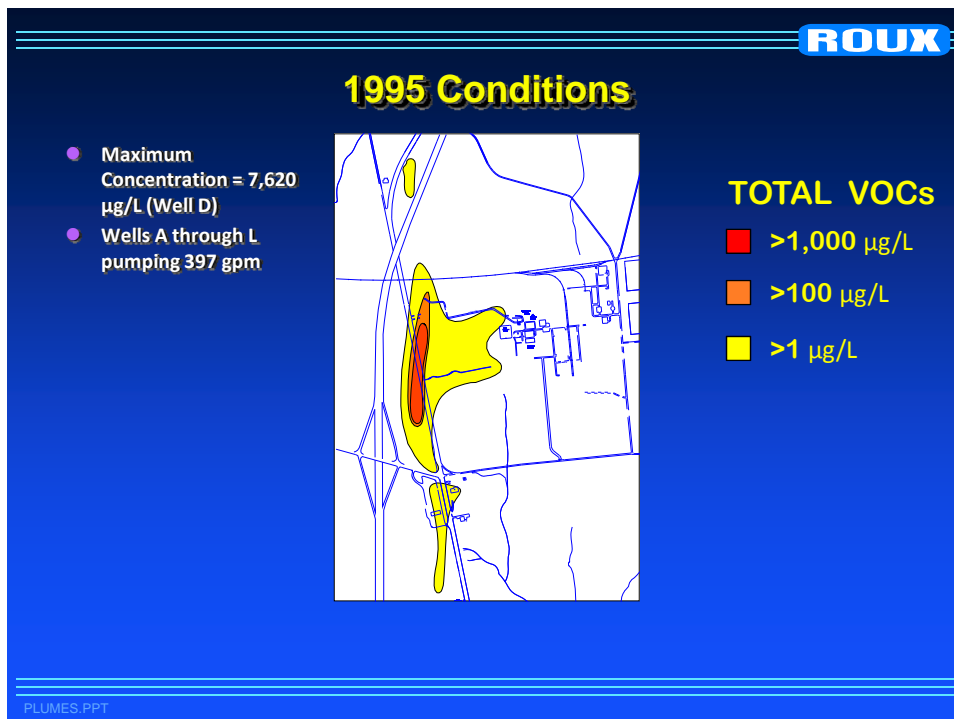 ROUX
1995 Conditions
Maximum
Concentration = 7,620
µg/L (Well D)
Wells A through L
pumping 397 gpm
TOTAL VOCs
>1,000 µg/L
>100 µg/L
>1 µg/L
PLUMES.PPT